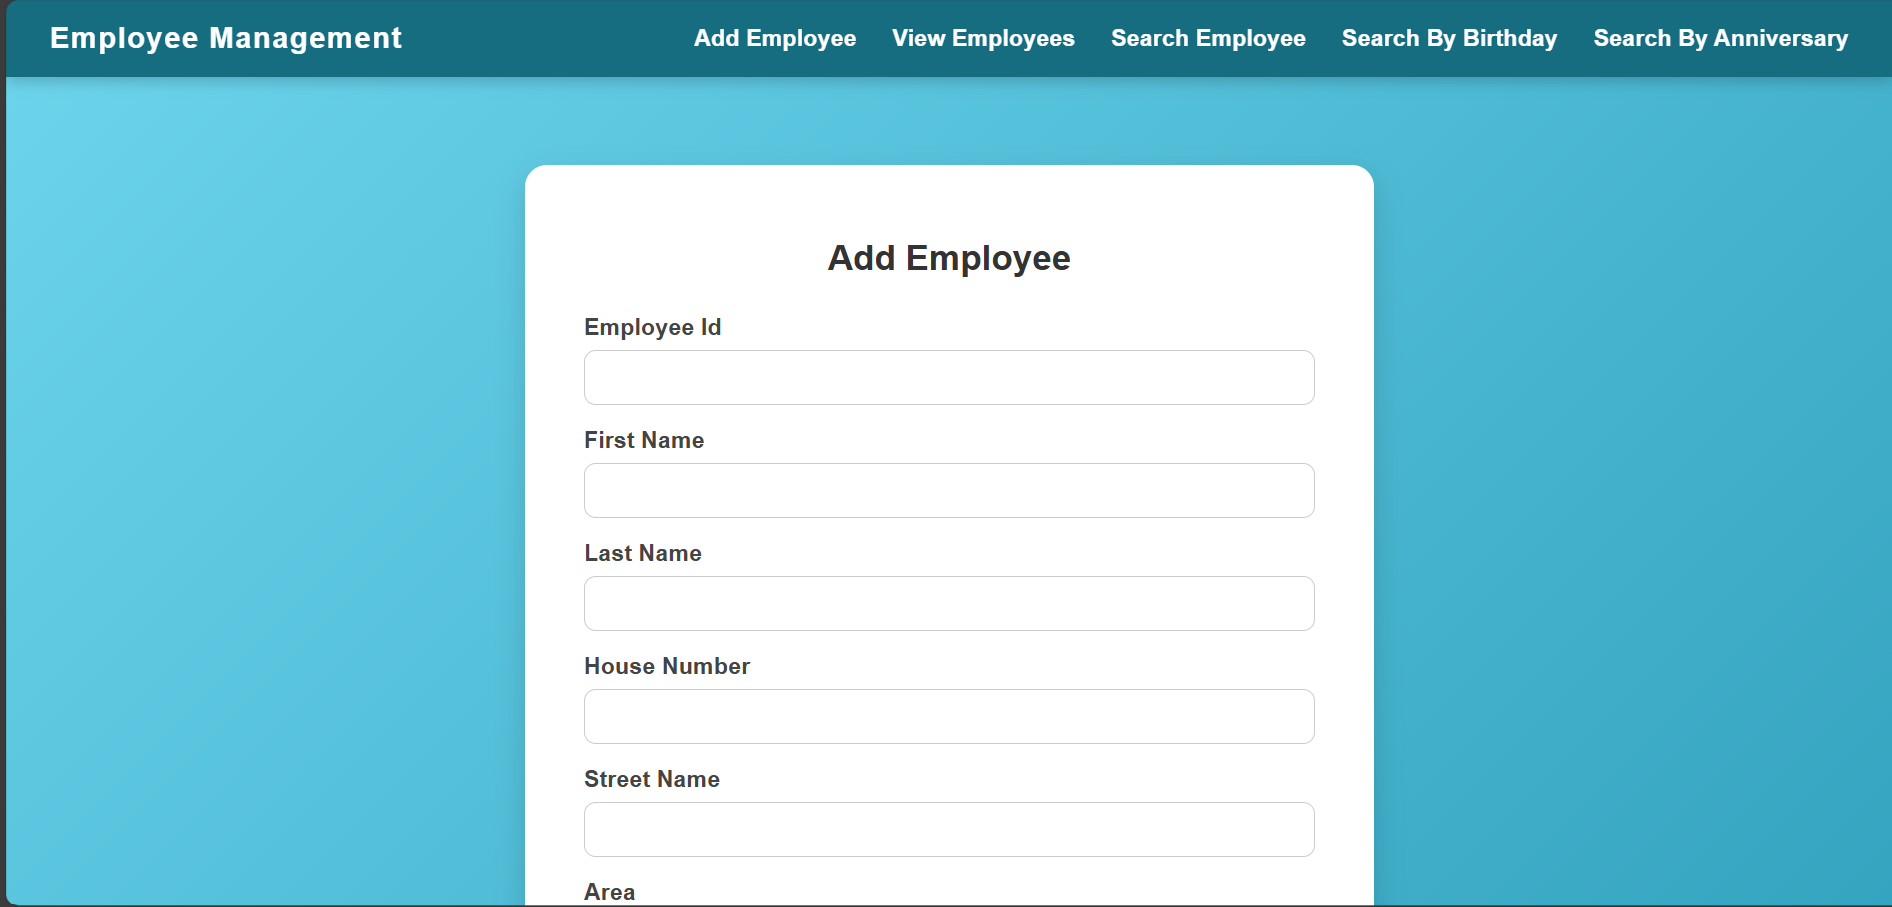 Employee Management Add Employee View Employees Search Employee Search By Birthday Search By Anniversary
Add Employee
Employee Id
First Name
Last Name
House Number
Street Name
Area